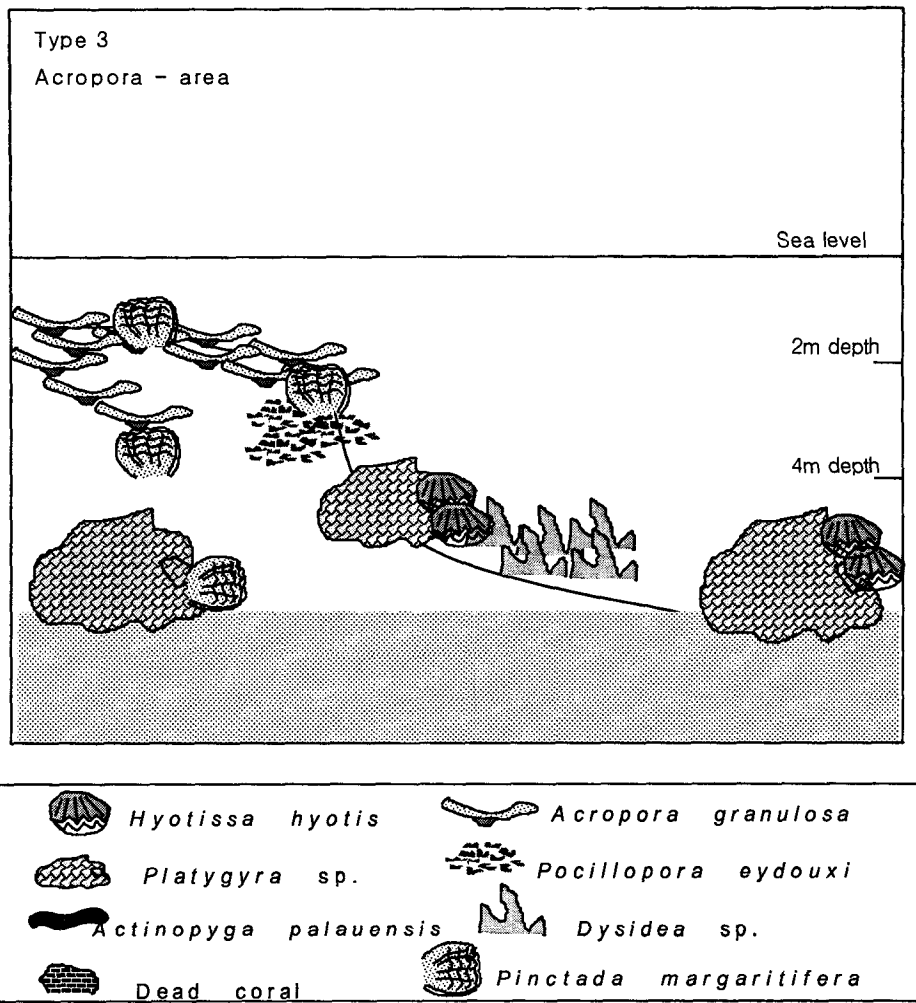 Type 3
Acropora - area
Sea level
2m depth
4m depth
Hyotissa hyotis
Acropora granulosa
Platygyra sp.
Pocillopora eydouxi
Actinopyga palauensis
Dysidea sp.
Dead coral
Pinctada margaritifera